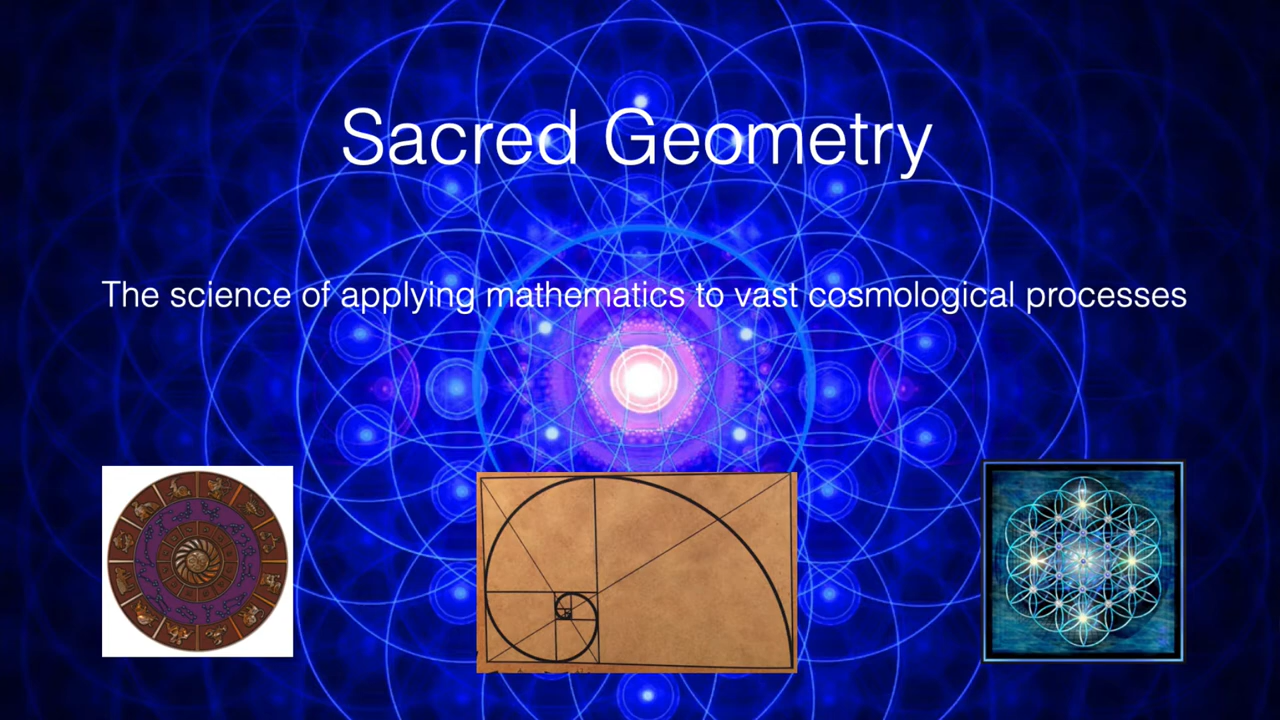 Sacred Geometry
The science of applying mathematics to vast cosmological processes